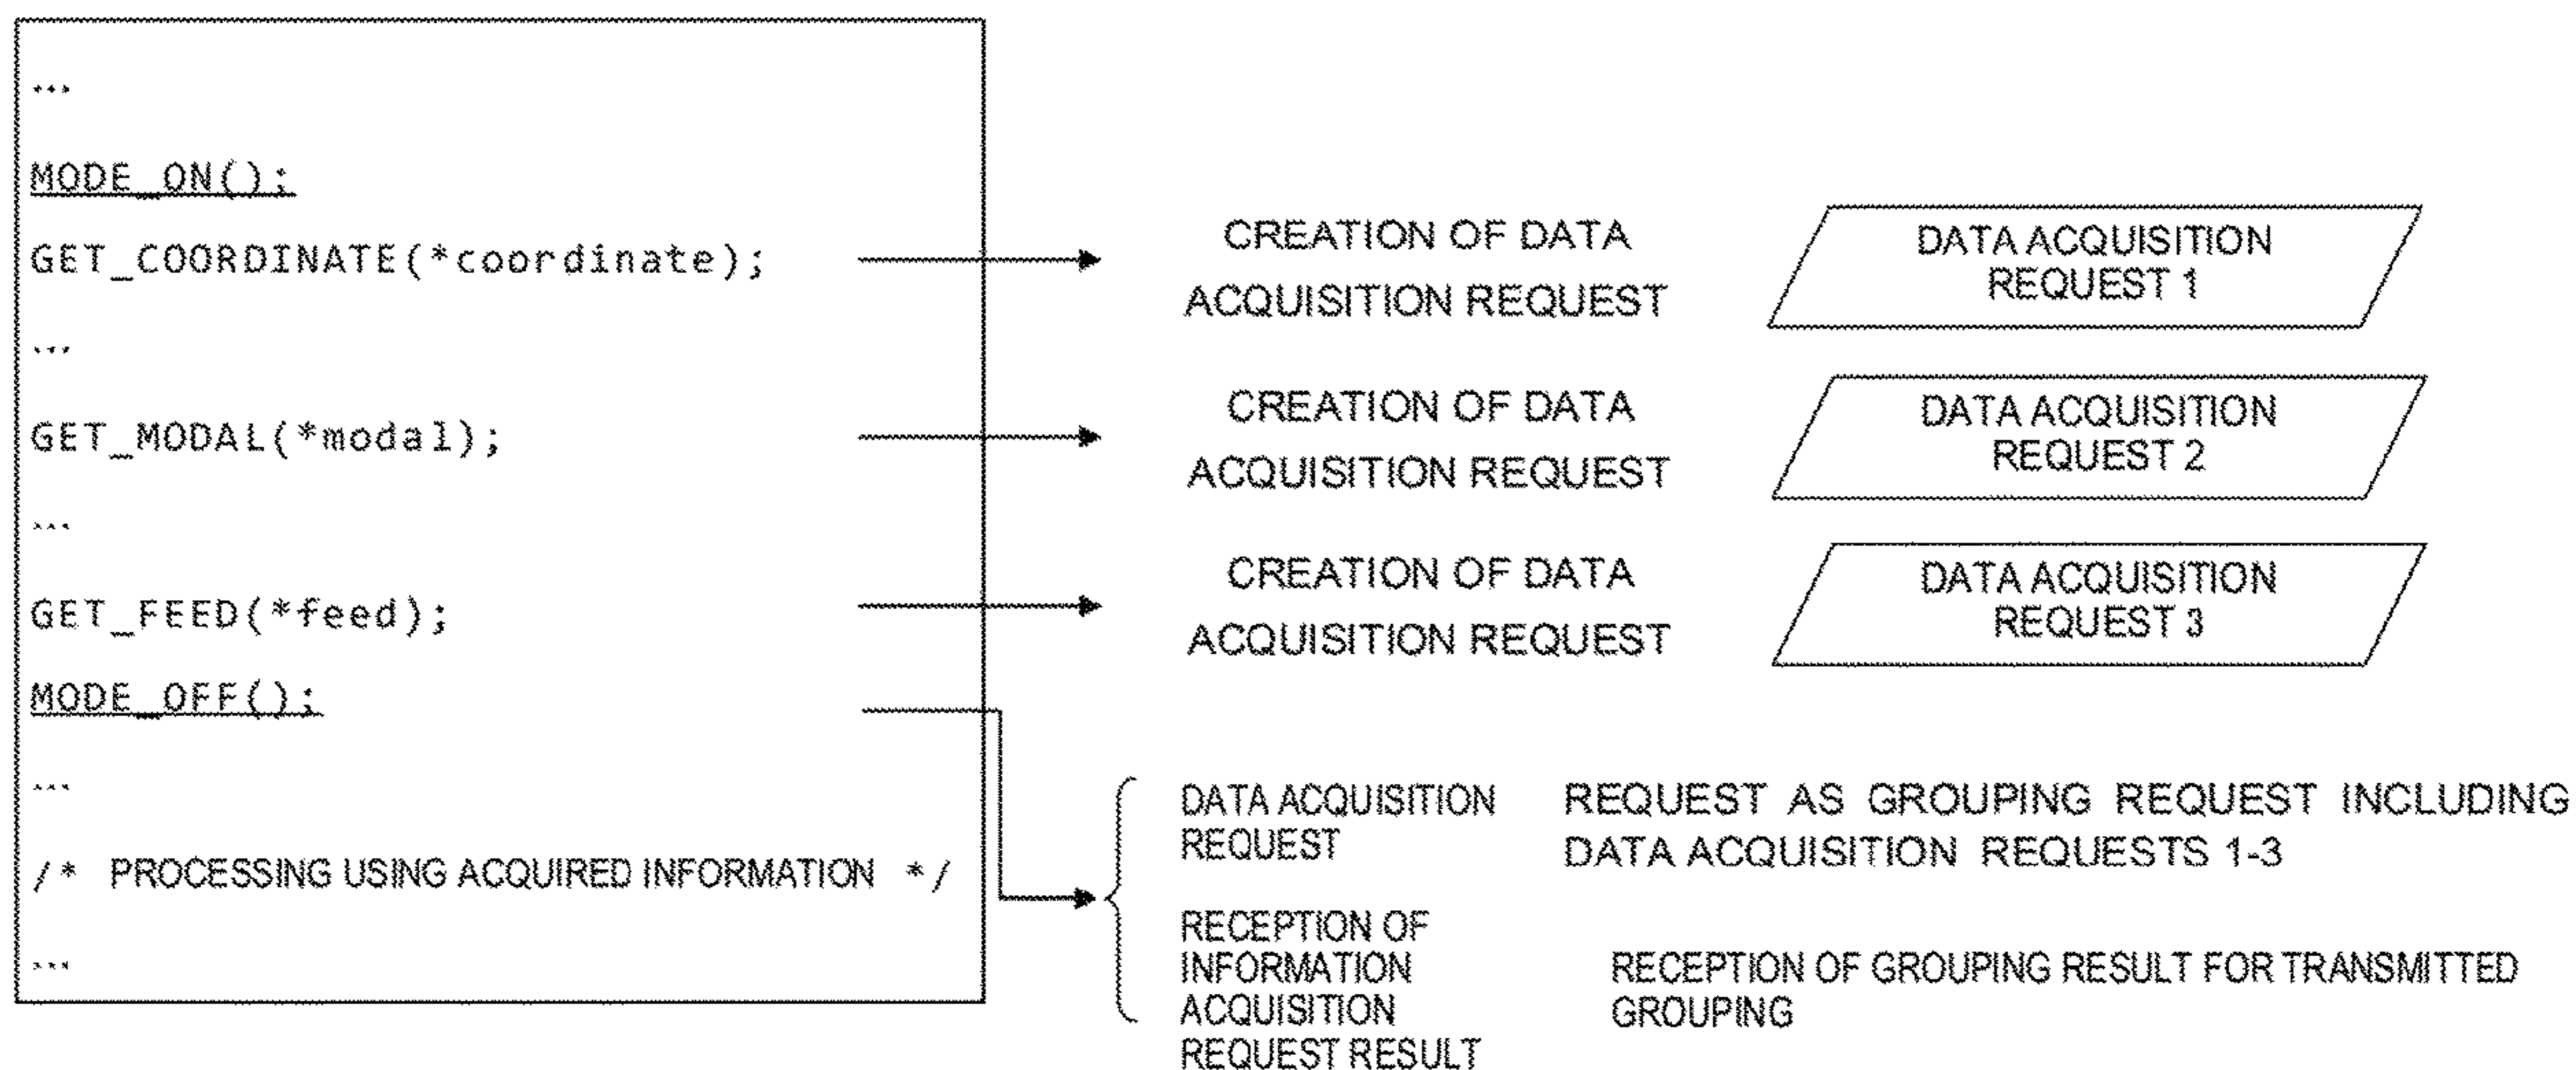 ...
MODE_ON();
GET_COORDINATE(*coordinate);
...
GET_MODAL(*modal);
...
GET_FEED(*feed);
MODE_OFF();
...
/* PROCESSING USING ACQUIRED INFORMATION */
...
CREATION OF DATA
ACQUISITION REQUEST
DATA ACQUISITION
REQUEST 1
CREATION OF DATA
ACQUISITION REQUEST
DATA ACQUISITION
REQUEST 2
CREATION OF DATA
ACQUISITION REQUEST
DATA ACQUISITION
REQUEST 3
DATA ACQUISITION
REQUEST
REQUEST AS GROUPING REQUEST INCLUDING
DATA ACQUISITION REQUESTS 1-3
RECEPTION OF
INFORMATION
ACQUISITION
REQUEST RESULT
RECEPTION OF GROUPING RESULT FOR TRANSMITTED
GROUPING